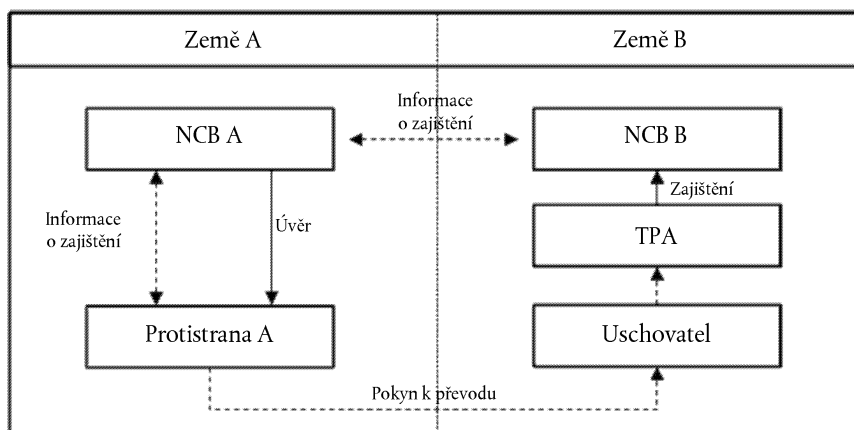 Země A
Země B
Informace
o zajištění
NCB A
NCB B
Zajištění
Informace
o zajištění
Úvěr
TPA
Protistrana A
Uschovatel
Pokyn k převodu